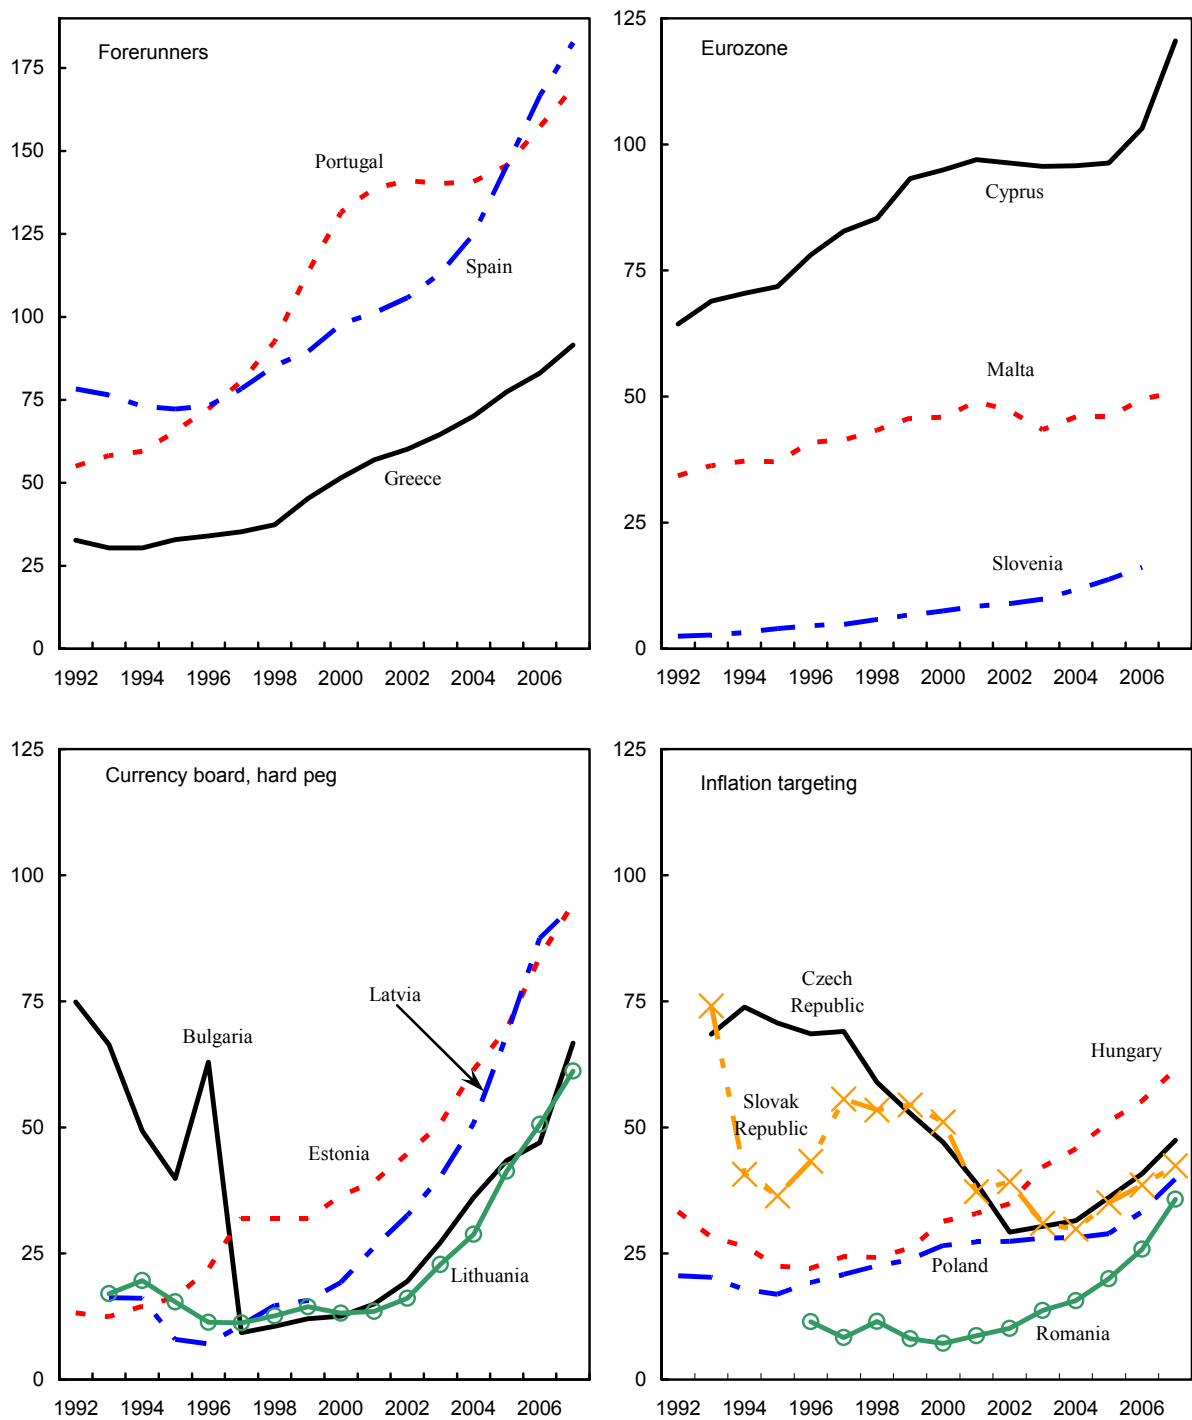 Forerunners
175
150
125
100
75
50
25
0
Portugal
Spain
Greece
1992 1994 1996 1998 2000 2002 2004 2006
Eurozone
125
100
75
50
25
0
Cyprus
Malta
Slovenia
1992 1994 1996 1998 2000 2002 2004 2006
Currency board, hard peg
125
100
75
50
25
0
Latvia
Bulgaria
Estonia
Lithuania
1992 1994 1996 1998 2000 2002 2004 2006
Inflation targeting
125
100
75
50
25
0
Czech
Republic
Hungary
Slovak
Republic
Poland
Romania
1992 1994 1996 1998 2000 2002 2004 2006